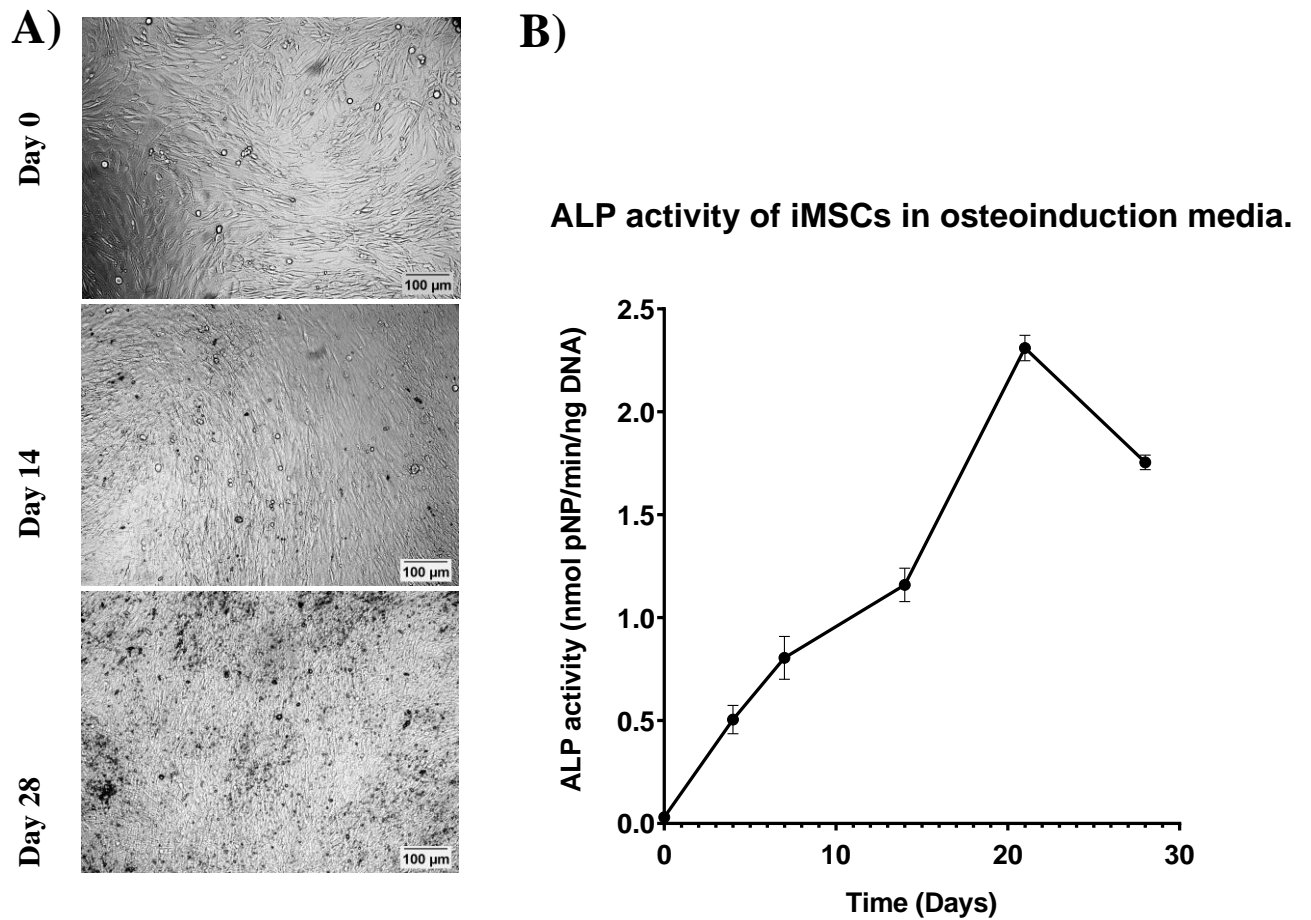 A)
Day 0
100 µm
Day 14
100 µm
Day 28
100 µm
B)
ALP activity of iMSCs in osteoinduction media.
ALP activity (nmol pNP/min/ng DNA)
2.5
2.0
1.5
1.0
0.5
0.0
0 10 20 30
Time (Days)